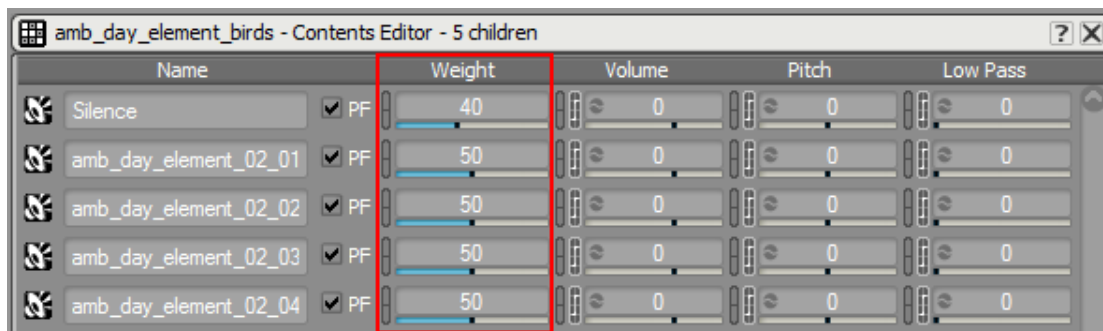 amb_day_element_birds - Contents Editor - 5 children ? X
Name Weight Volume Pitch Low Pass
Silence PF 40 0 0 0
amb_day_element_02_01 PF 50 0 0 0
amb_day_element_02_02 PF 50 0 0 0
amb_day_element_02_03 PF 50 0 0 0
amb_day_element_02_04 PF 50 0 0 0